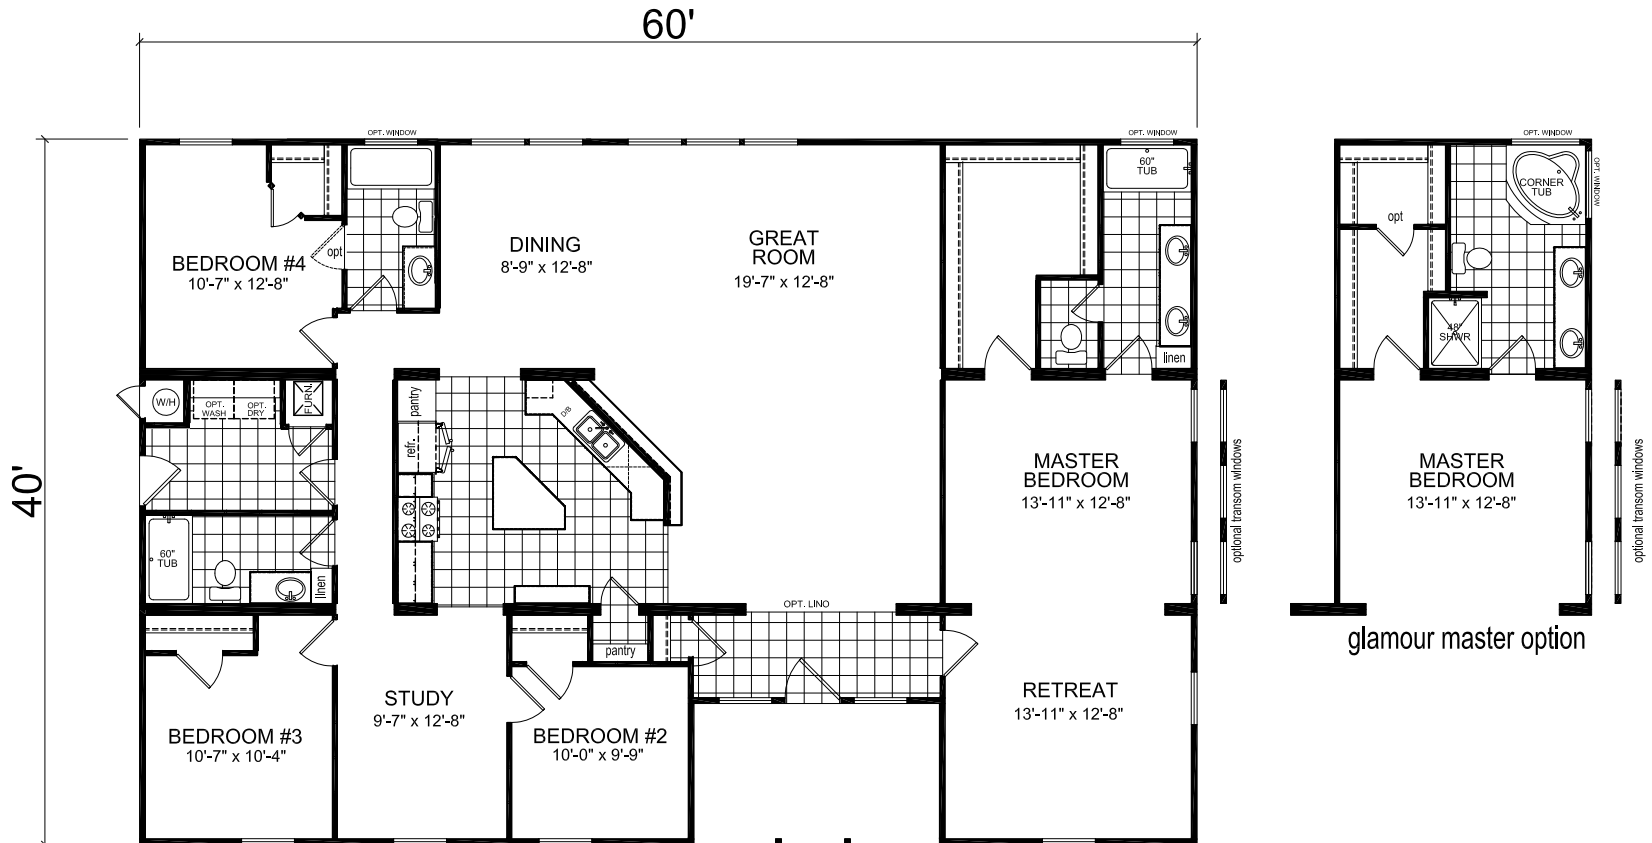 60'
40'
OPT. WINDOW
OPT. WINDOW
OPT. WINDOW
OPT. WINDOW
60"
TUB
CORNER
TUB
opt
opt
BEDROOM #4
10'-7" x 12'-8"
DINING
8'-9" x 12'-8"
GREAT
ROOM
19'-7" x 12'-8"
linen
48"
SHWR
W/H
OPT.
WASH
OPT.
DRY
FURN.
pantry
refr.
D/B
MASTER
BEDROOM
13'-11" x 12'-8"
optional transom windows
MASTER
BEDROOM
13'-11" x 12'-8"
optional transom windows
60"
TUB
linen
OPT. LINO
glamour master option
pantry
STUDY
9'-7" x 12'-8"
RETREAT
13'-11" x 12'-8"
BEDROOM #3
10'-7" x 10'-4"
BEDROOM #2
10'-0" x 9'-9"